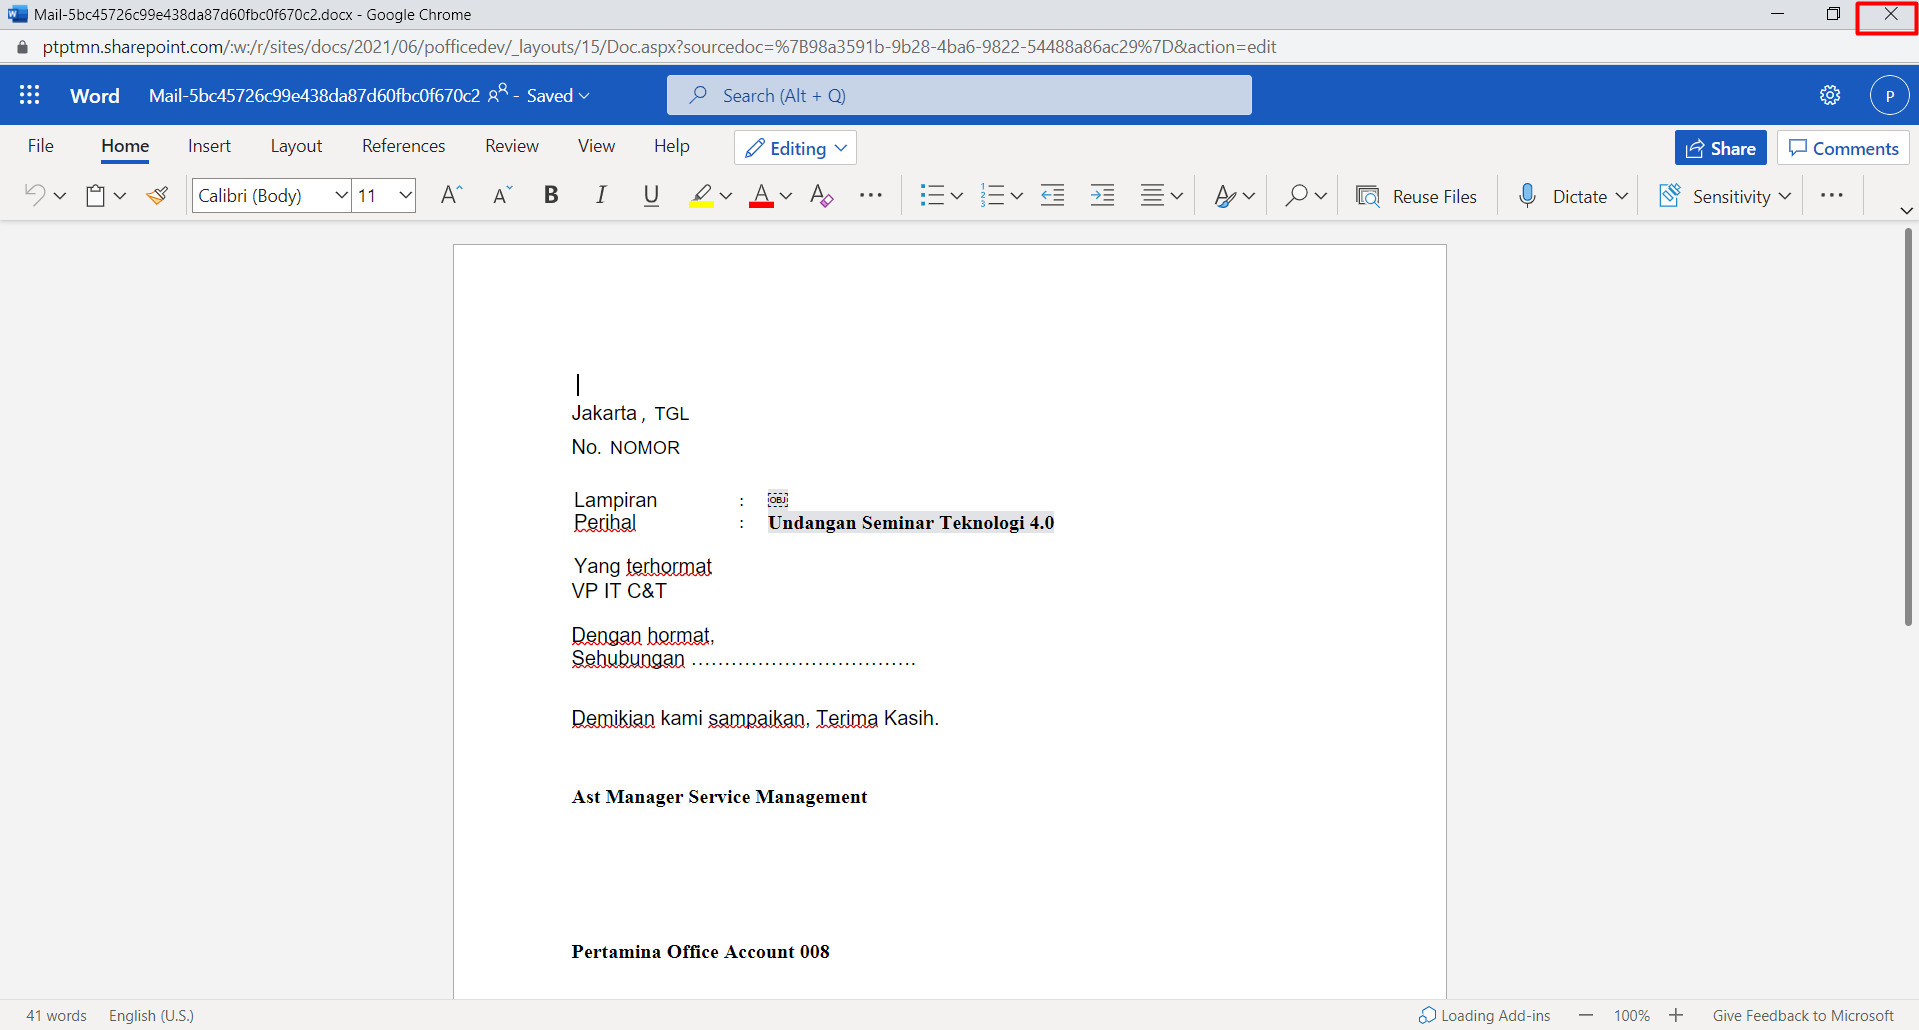 Mail-5bc45726c99e438da87d60fbc0f670c2.docx - Google Chrome
ptptmn.sharepoint.com/:w:/r/sites/docs/2021/06/pofficedev/_layouts/15/Doc.aspx?sourcedoc=%7B98a3591b-9b28-4ba6-9822-54488a86ac29%7D&action=edit
Word Mail-5bc45726c99e438da87d60fbc0f670c2 - Saved Search (Alt + Q) P
File Home Insert Layout References Review View Help Editing Share Comments
Calibri (Body) 11 A A B I U A A Reuse Files Dictate Sensitivity ...
Jakarta , TGL
No. NOMOR
Lampiran : OBJ
Perihal : Undangan Seminar Teknologi 4.0
Yang terhormat
VP IT C&T
Dengan hormat,
Sehubungan ……………………………
Demikian kami sampaikan, Terima Kasih.
Ast Manager Service Management
Pertamina Office Account 008
41 words English (U.S.) Loading Add-ins — 100% + Give Feedback to Microsoft